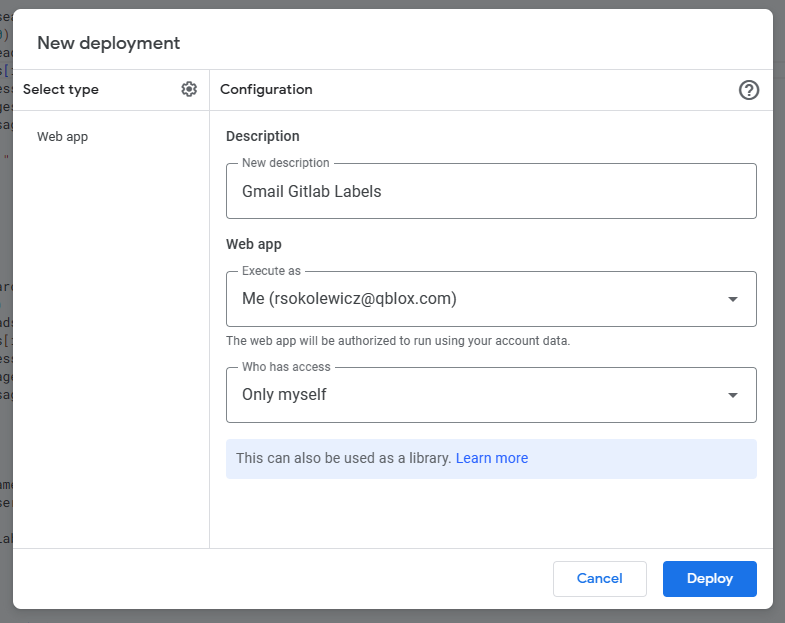 New deployment
Select type
Configuration
Web app
Description
New description
Gmail Gitlab Labels
Web app
Execute as
Me (rsokolewicz@qblox.com)
The web app will be authorized to run using your account data.
Who has access
Only myself
This can also be used as a library. Learn more
Cancel
Deploy